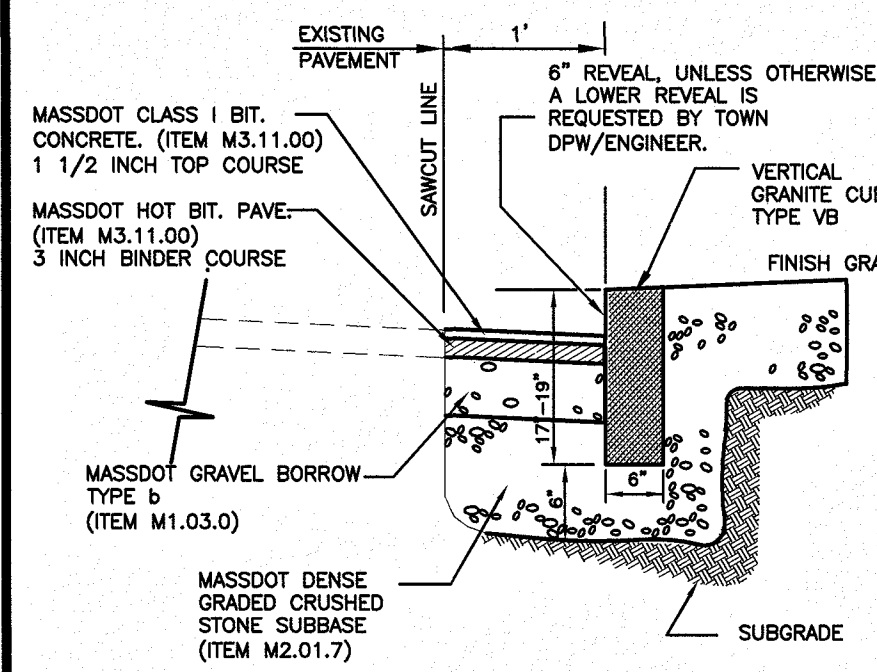 EXISTING
PAVEMENT
1'
SAWCUT LINE
6" REVEAL, UNLESS OTHERWISE
A LOWER REVEAL IS
REQUESTED BY TOWN
DPW/ENGINEER.
MASSDOT CLASS I BIT.
CONCRETE. (ITEM M3.11.00)
1 1/2 INCH TOP COURSE
VERTICAL
GRANITE
TYPE VB
MASSDOT HOT BIT. PAVE.
(ITEM M3.11.00)
3 INCH BINDER COURSE
FINISH
17"-19"
6"
6"
MASSDOT GRAVEL BORROW
TYPE b
(ITEM M1.03.0)
MASSDOT DENSE
GRADED CRUSHED
STONE SUBBASE
(ITEM M2.01.7)
SUBGRADE